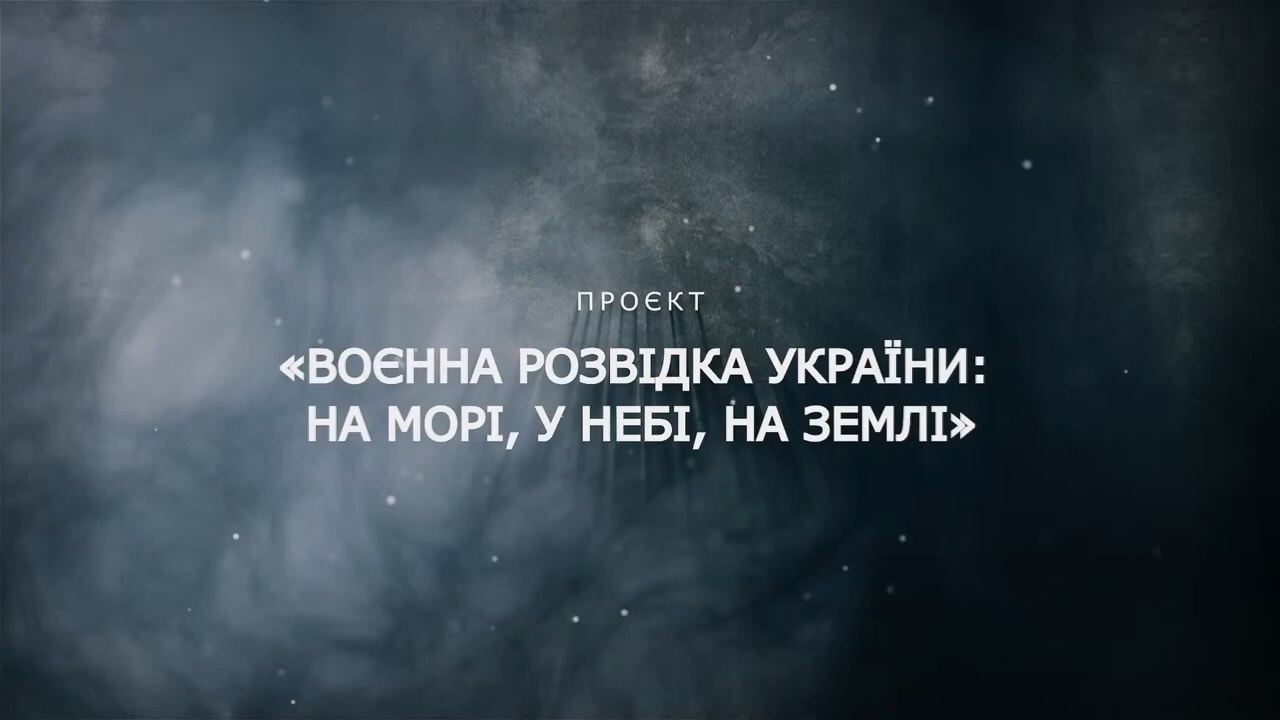 ПРОЄКТ
«ВОЄННА РОЗВІДКА УКРАЇНИ:
НА МОРІ, У НЕБІ, НА ЗЕМЛІ»